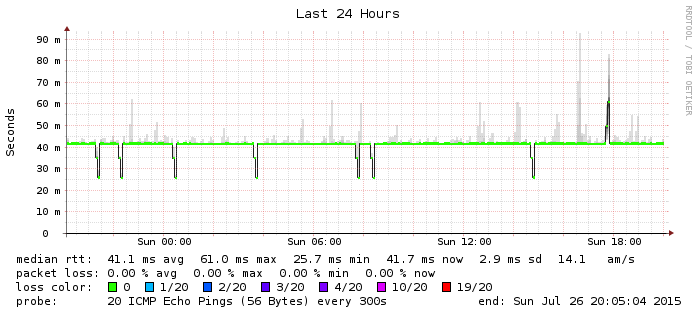 Last 24 Hours
RRDTOOL / TOBI OETIKER
90 m
80 m
70 m
60 m
50 m
40 m
30 m
20 m
10 m
0
Seconds
Sun 00:00 Sun 06:00 Sun 12:00 Sun 18:00
median rtt: 41.1 ms avg 61.0 ms max 25.7 ms min 41.7 ms now 2.9 ms sd 14.1 am/s
packet loss: 0.00 % avg 0.00 % max 0.00 % min 0.00 % now
loss color: 0 1/20 2/20 3/20 4/20 10/20 19/20
probe: 20 ICMP Echo Pings (56 Bytes) every 300s end: Sun Jul 26 20:05:04 2015